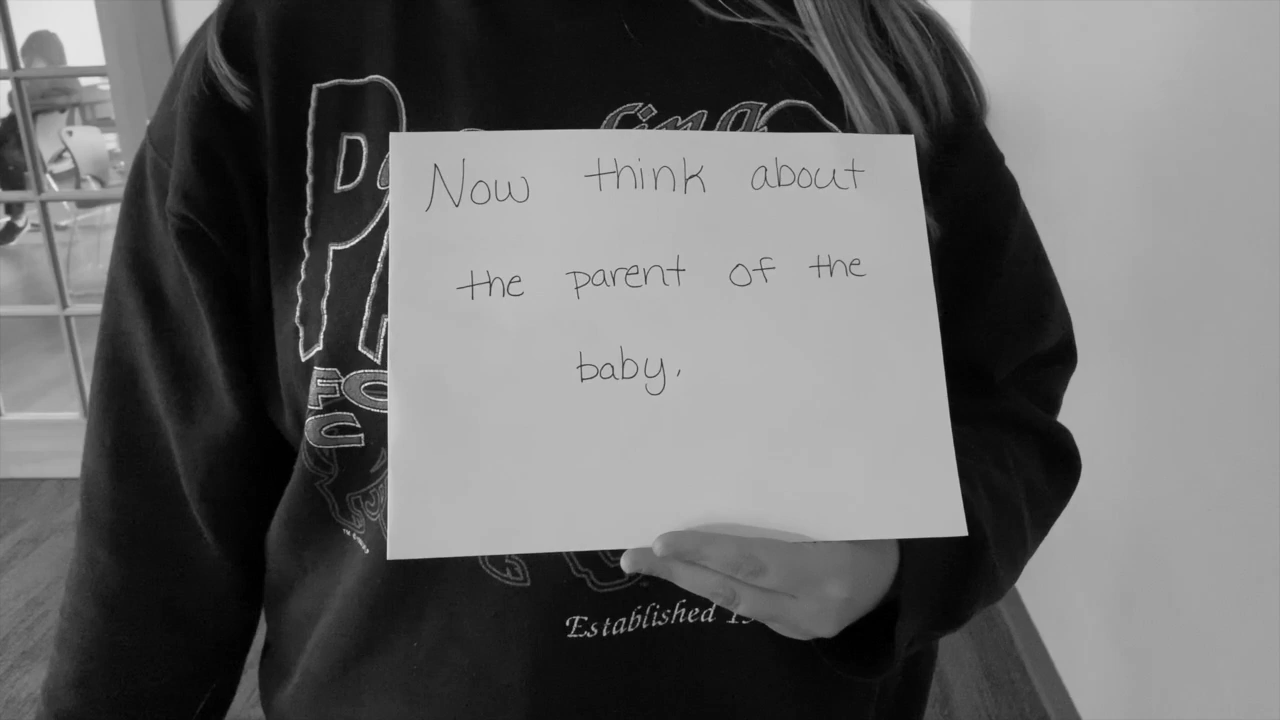 Now think about
the parent of the
baby.
Established